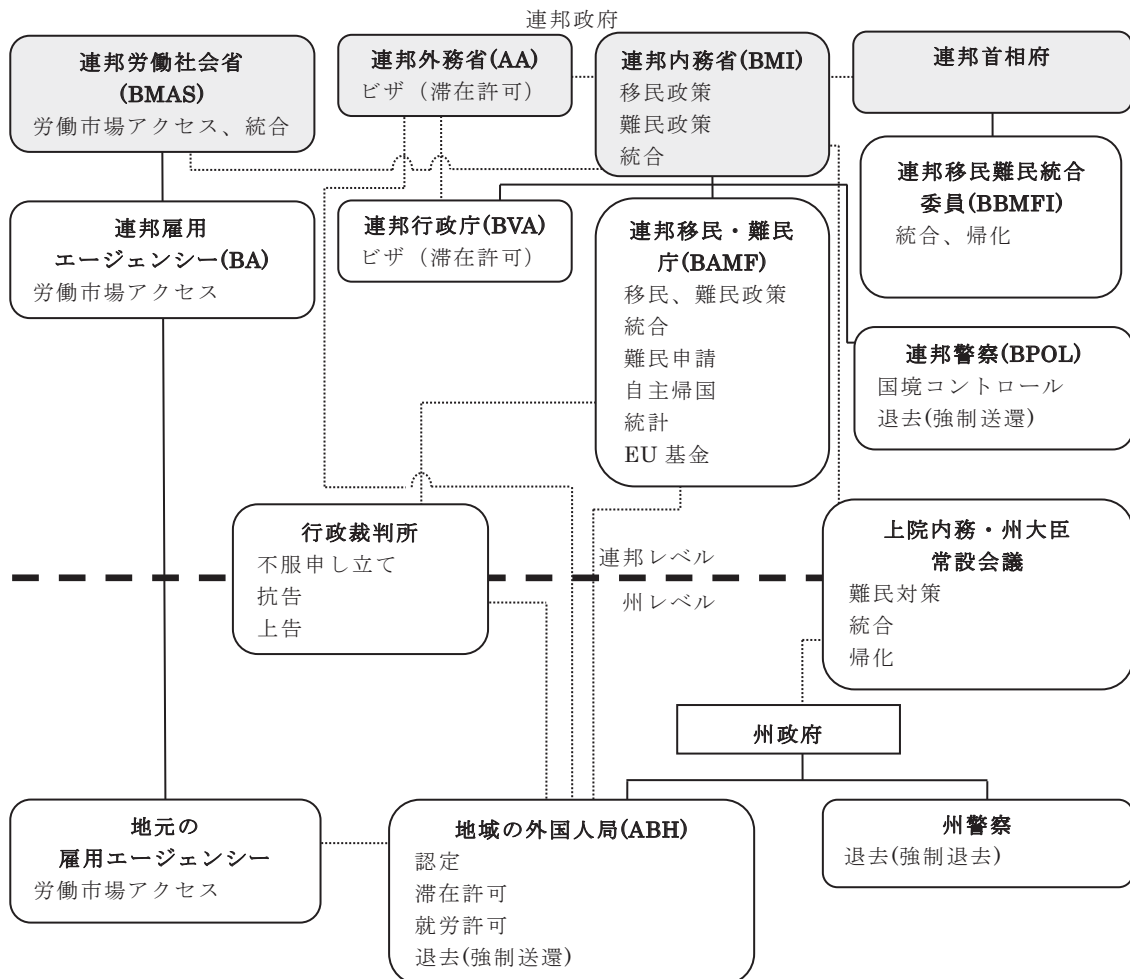 連邦政府
連邦労働社会省
(BMAS)
労働市場アクセス、統合
連邦外務省(AA)
ビザ（滞在許可）
連邦内務省(BMI)
移民政策
難民政策
統合
連邦首相府
連邦移民難民統合
委員(BBMFI)
統合、帰化
連邦雇用
エージェンシー(BA)
労働市場アクセス
連邦行政庁(BVA)
ビザ（滞在許可）
連邦移民・難民
庁(BAMF)
移民、難民政策
統合
難民申請
自主帰国
統計
EU 基金
連邦警察(BPOL)
国境コントロール
退去(強制送還)
行政裁判所
不服申し立て
抗告
上告
連邦レベル
州レベル
上院内務・州大臣
常設会議
難民対策
統合
帰化
州政府
地元の
雇用エージェンシー
労働市場アクセス
地域の外国人局(ABH)
認定
滞在許可
就労許可
退去(強制送還)
州警察
退去(強制退去)